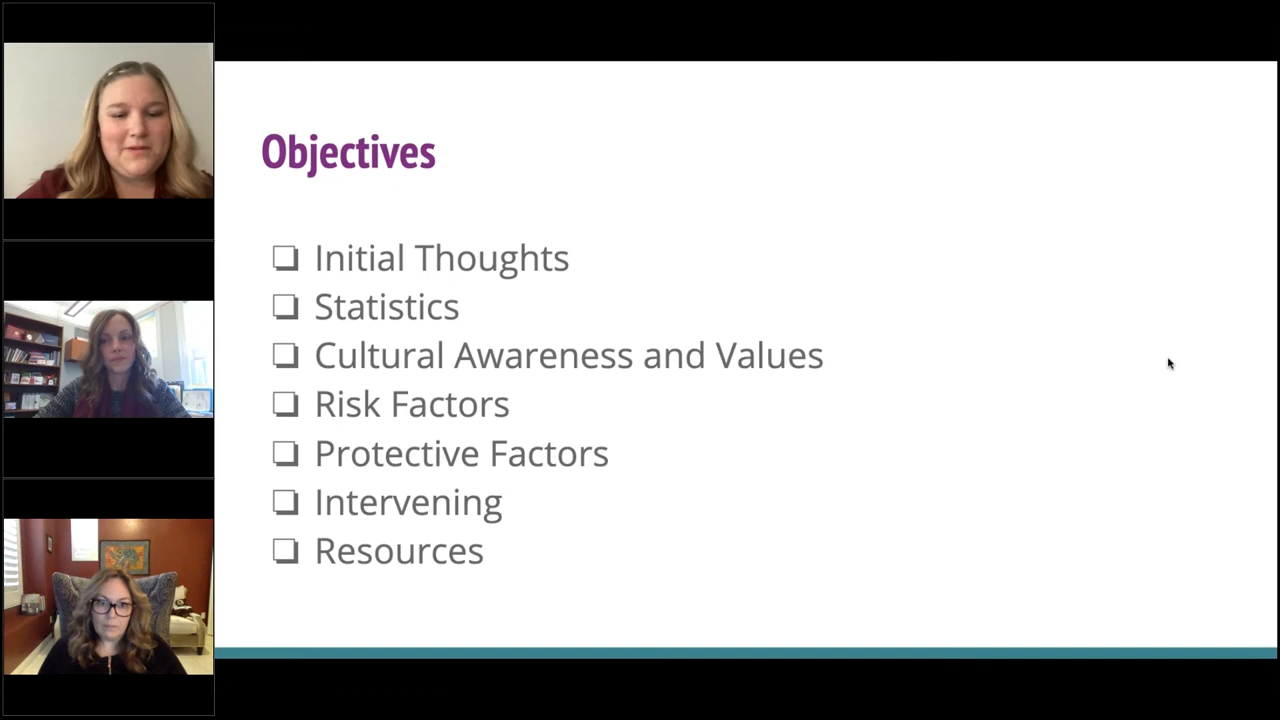 Objectives
❏ Initial Thoughts
❏ Statistics
❏ Cultural Awareness and Values
❏ Risk Factors
❏ Protective Factors
❏ Intervening
❏ Resources